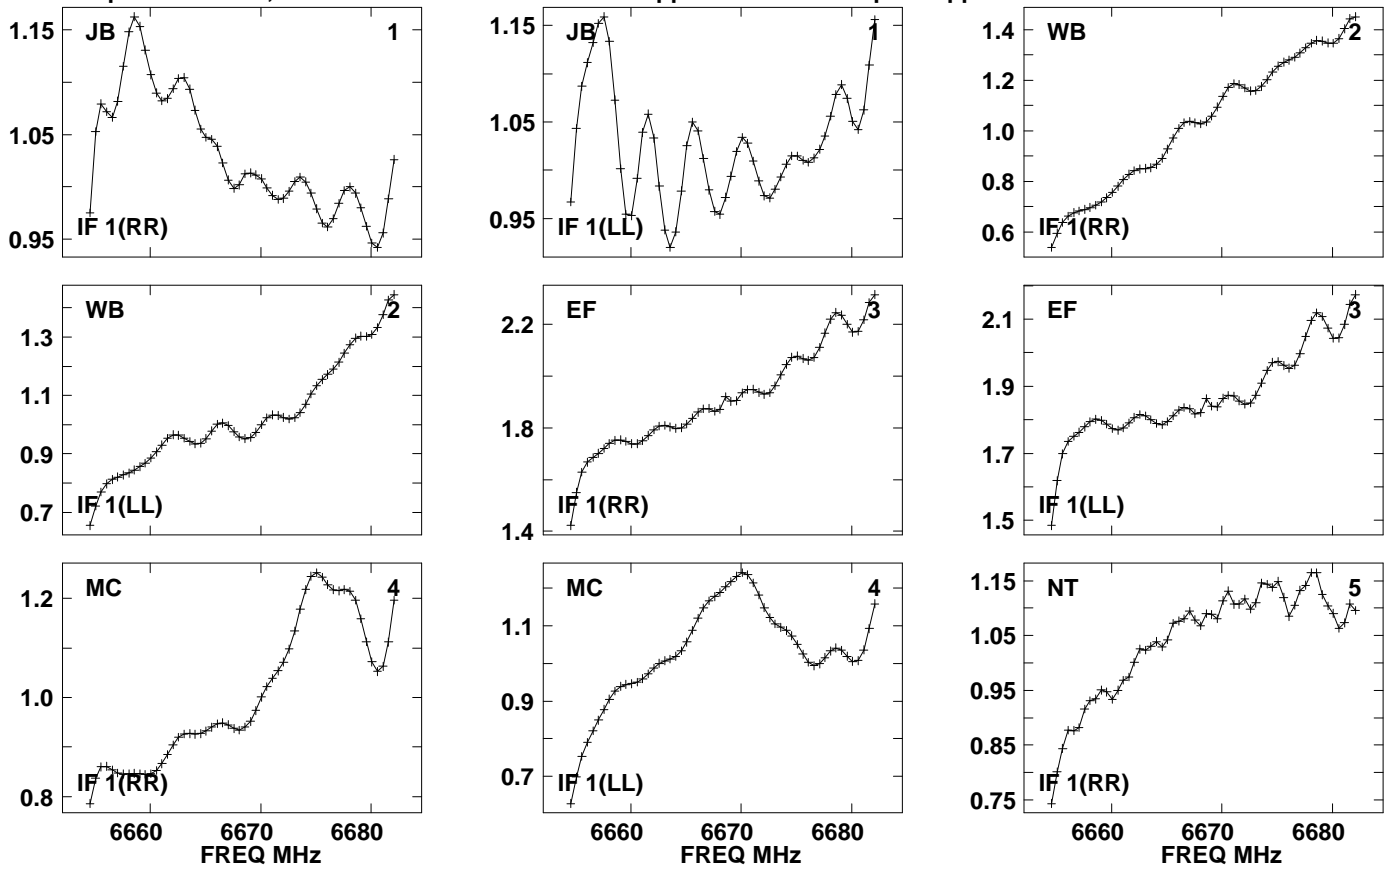 JB 1
1.15
1.05
0.95
IF 1(RR)
JB 1
1.15
1.05
0.95
IF 1(LL)
WB 2
1.4
1.2
1.0
0.8
0.6
IF 1(RR)
WB 2
1.3
1.1
0.9
0.7
IF 1(LL)
EF 3
2.2
1.8
1.4
IF 1(RR)
EF 3
2.1
1.9
1.7
1.5
IF 1(LL)
MC 4
1.2
1.0
0.8
IF 1(RR)
6660 6670 6680
FREQ MHz
MC 4
1.1
0.9
0.7
IF 1(LL)
6660 6670 6680
FREQ MHz
NT 5
1.15
1.05
0.95
0.85
0.75
IF 1(RR)
6660 6670 6680
FREQ MHz